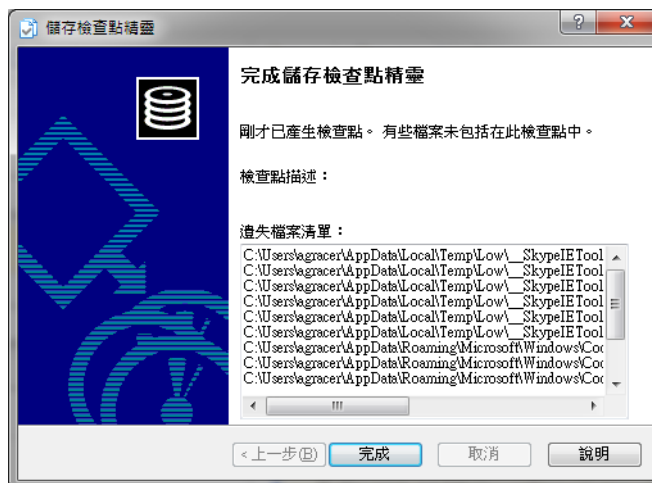 儲存檢查點精靈
完成儲存檢查點精靈
剛才已產生檢查點。 有些檔案未包括在此檢查點中。
檢查點描述：
遺失檔案清單：
C:\Users\agracer\AppData\Local\Temp\Low\__SkypeIETool
C:\Users\agracer\AppData\Local\Temp\Low\__SkypeIETool
C:\Users\agracer\AppData\Local\Temp\Low\__SkypeIETool
C:\Users\agracer\AppData\Local\Temp\Low\__SkypeIETool
C:\Users\agracer\AppData\Local\Temp\Low\__SkypeIETool
C:\Users\agracer\AppData\Local\Temp\Low\__SkypeIETool
C:\Users\agracer\AppData\Roaming\Microsoft\Windows\Coo
C:\Users\agracer\AppData\Roaming\Microsoft\Windows\Coo
C:\Users\agracer\AppData\Roaming\Microsoft\Windows\Coo
<上一步(B) 完成 取消 說明